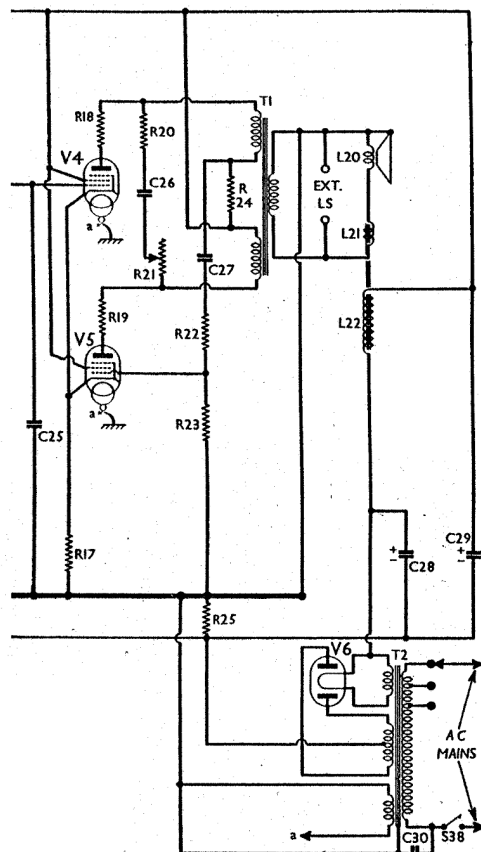 R18
R20
T1
V4
C26
R
24
L20
EXT.
LS
a
R21
C27
L21
R19
R22
L22
V5
a
C25
R23
R17
C28
C29
+
-
+
-
R25
V6
T2
A C
MAINS
a
C30
S38